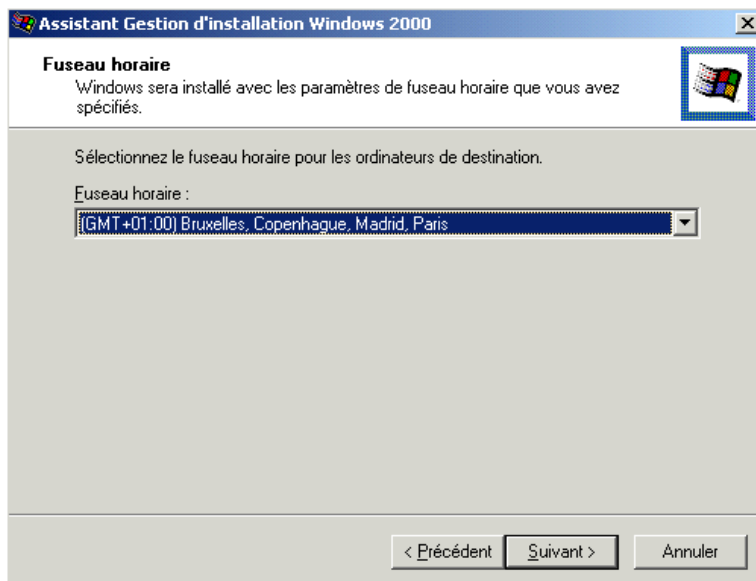 Assistant Gestion d'installation Windows 2000
Fuseau horaire
Windows sera installé avec les paramètres de fuseau horaire que vous avez
spécifiés.
Sélectionnez le fuseau horaire pour les ordinateurs de destination.
Fuseau horaire :
(GMT+01:00) Bruxelles, Copenhague, Madrid, Paris
< Précédent Suivant > Annuler